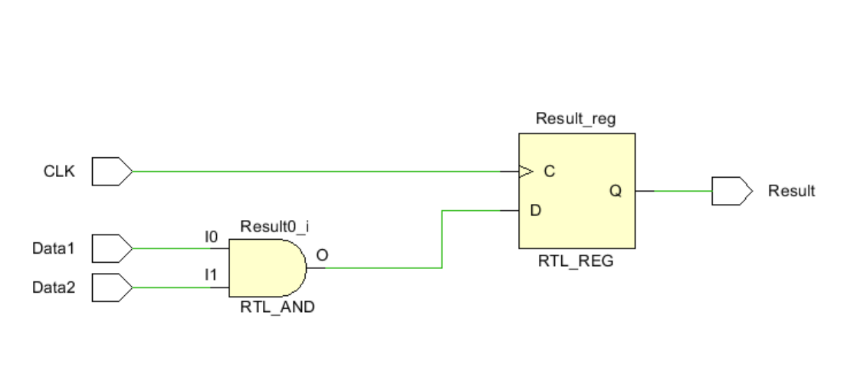 Result_reg
CLK
C
Q
Result
D
Result0_i
Data1
I0
O
I1
Data2
RTL_REG
RTL_AND